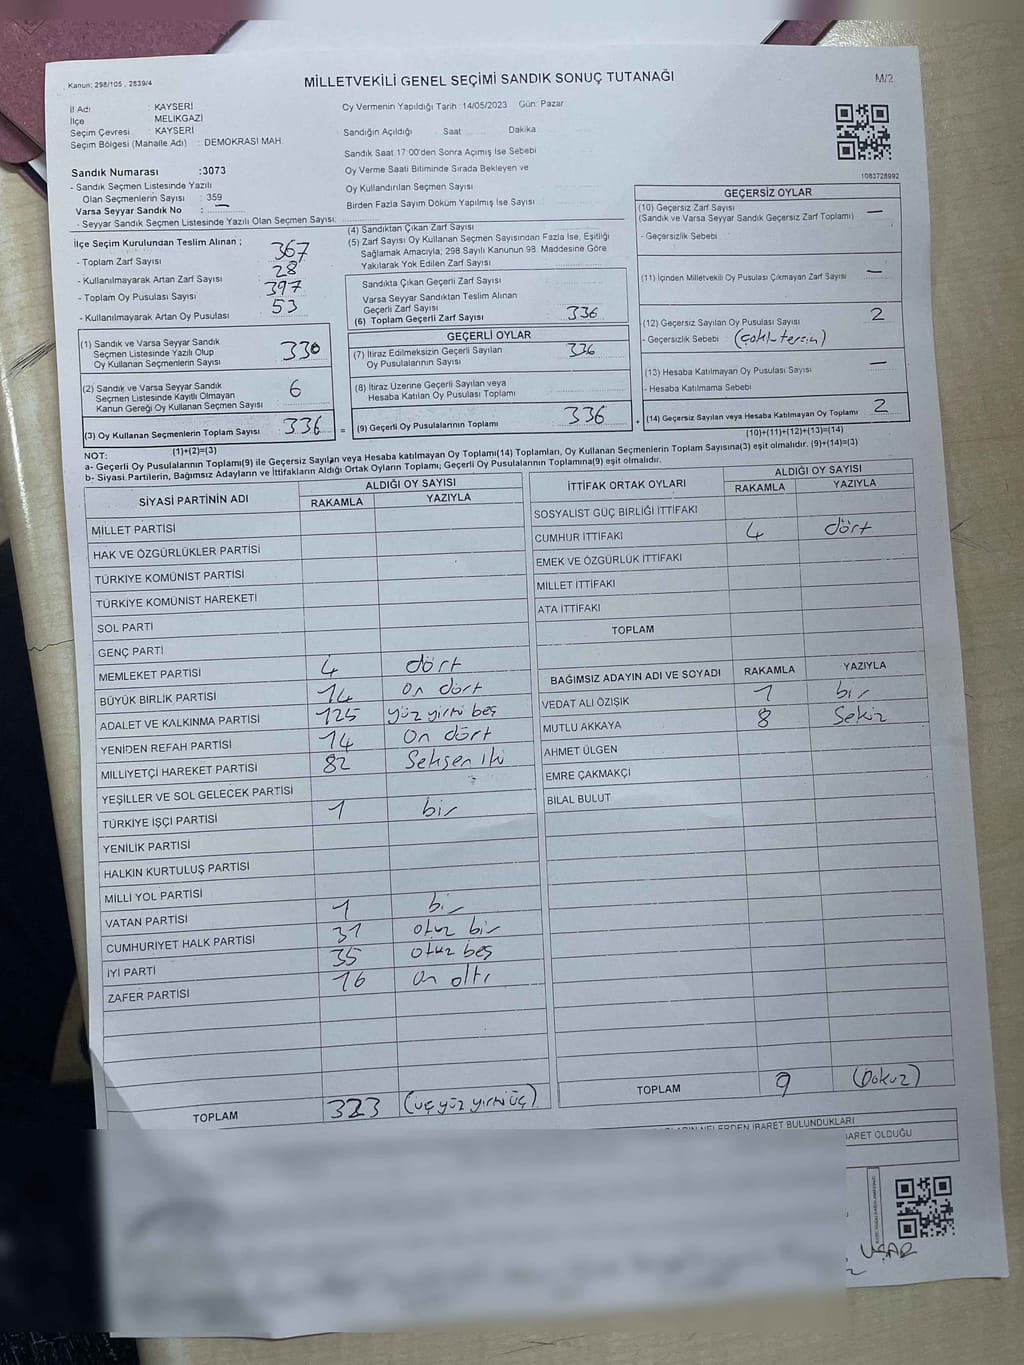 Kanun: 298/105 , 2839/4
MİLLETVEKİLİ GENEL SEÇİMİ SANDIK SONUÇ TUTANAĞI
M/2
İl Adı : KAYSERİ
İlçe MELİKGAZİ
Seçim Çevresi : KAYSERİ
Seçim Bölgesi (Mahalle Adı) : DEMOKRASİ MAH.
Oy Vermenin Yapıldığı Tarih :14/05/2023 Gün: Pazar
Sandığın Açıldığı Saat Dakika
Sandık Saat 17 00'den Sonra Açımış İse Sebebi
Oy Verme Saati Bitiminde Sırada Bekleyen ve
Oy Kullandırılan Seçmen Sayısı
Birden Fazla Sayım Döküm Yapılmış İse Sayısı
1083728992
Sandık Numarası :3073
- Sandık Seçmen Listesinde Yazılı
Olan Seçmenlerin Sayısı : 359
Varsa Seyyar Sandık No : —
- Seyyar Sandık Seçmen Listesinde Yazılı Olan Seçmen Sayısı:
İlçe Seçim Kurulundan Teslim Alınan ;
- Toplam Zarf Sayısı 367
- Kullanılmayarak Artan Zarf Sayısı 28
- Toplam Oy Pusulası Sayısı 397
- Kullanılmayarak Artan Oy Pusulası 53
(1) Sandık ve Varsa Seyyar Sandık
Seçmen Listesinde Yazılı Olup
Oy Kullanan Seçmenlerin Sayısı 330
(2) Sandık ve Varsa Seyyar Sandık
Seçmen Listesinde Kayıtlı Olmayan
Kanun Gereği Oy Kullanan Seçmen Sayısı 6
(3) Oy Kullanan Seçmenlerin Toplam Sayısı 336 =
(1)+(2)=(3)
(4) Sandıktan Çıkan Zarf Sayısı
(5) Zarf Sayısı Oy Kullanan Seçmen Sayısından Fazla İse, Eşitliği
Sağlamak Amacıyla, 298 Sayılı Kanunun 98. Maddesine Göre
Yakılarak Yok Edilen Zarf Sayısı
Sandıkta Çıkan Geçerli Zarf Sayısı
Varsa Seyyar Sandıktan Teslim Alınan
Geçerli Zarf Sayısı
(6) Toplam Geçerli Zarf Sayısı 336
GEÇERLİ OYLAR
(7) İtiraz Edilmeksizin Geçerli Sayılan
Oy Pusulalarının Sayısı 336
(8) İtiraz Üzerine Geçerli Sayılan veya
Hesaba Katılan Oy Pusulası Toplamı
(9) Geçerli Oy Pusulalarının Toplamı 336 +
GEÇERSİZ OYLAR
(10) Geçersiz Zarf Sayısı
(Sandık ve Varsa Seyyar Sandık Geçersiz Zarf Toplamı) —
- Geçersizlik Sebebi
(11) İçinden Milletvekili Oy Pusulası Çıkmayan Zarf Sayısı —
(12) Geçersiz Sayılan Oy Pusulası Sayısı 2
- Geçersizlik Sebebi
(13) Hesaba Katılmayan Oy Pusulası Sayısı —
- Hesaba Katılmama Sebebi
(14) Geçersiz Sayılan veya Hesaba Katılmayan Oy Toplamı 2
(10)+(11)+(12)+(13)=(14)
NOT:
a- Geçerli Oy Pusulalarının Toplamı(9) ile Geçersiz Sayılan veya Hesaba katılmayan Oy Toplamı(14) Toplamları, Oy Kullanan Seçmenlerin Toplam Sayısına(3) eşit olmalıdır. (9)+(14)=(3)
b- Siyasi Partilerin, Bağımsız Adayların ve İttifakların Aldığı Ortak Oyların Toplamı; Geçerli Oy Pusulalarının Toplamına(9) eşit olmalıdır.
SİYASİ PARTİNİN ADI ALDIĞI OY SAYISI
RAKAMLA YAZIYLA
MİLLET PARTİSİ
HAK VE ÖZGÜRLÜKLER PARTİSİ
TÜRKİYE KOMÜNİST PARTİSİ
TÜRKİYE KOMÜNİST HAREKETİ
SOL PARTİ
GENÇ PARTİ
MEMLEKET PARTİSİ 4 dört
BÜYÜK BİRLİK PARTİSİ 14 on dört
ADALET VE KALKINMA PARTİSİ 125 yüz yirmi beş
YENİDEN REFAH PARTİSİ 14 on dört
MİLLİYETÇİ HAREKET PARTİSİ 82 Seksen iki
YEŞİLLER VE SOL GELECEK PARTİSİ
TÜRKİYE İŞÇİ PARTİSİ 1 bir
YENİLİK PARTİSİ
HALKIN KURTULUŞ PARTİSİ
MİLLİ YOL PARTİSİ
VATAN PARTİSİ 1 bir
CUMHURİYET HALK PARTİSİ 31 otuz bir
İYİ PARTİ 35 otuz beş
ZAFER PARTİSİ 16 on altı
TOPLAM 323 (üç yüz yirmi üç)
İTTİFAK ORTAK OYLARI ALDIĞI OY SAYISI
RAKAMLA YAZIYLA
SOSYALİST GÜÇ BİRLİĞİ İTTİFAKI
CUMHUR İTTİFAKI 4 dört
EMEK VE ÖZGÜRLÜK İTTİFAKI
MİLLET İTTİFAKI
ATA İTTİFAKI
TOPLAM
BAĞIMSIZ ADAYIN ADI VE SOYADI RAKAMLA YAZIYLA
VEDAT ALİ ÖZIŞIK 1 bir
MUTLU AKKAYA 8 Sekiz
AHMET ÜLGEN
EMRE ÇAKMAKÇİ
BİLAL BULUT
TOPLAM 9 (Dokuz)
NELERDEN İBARET BULUNDUKLARI
İBARET OLDUĞU